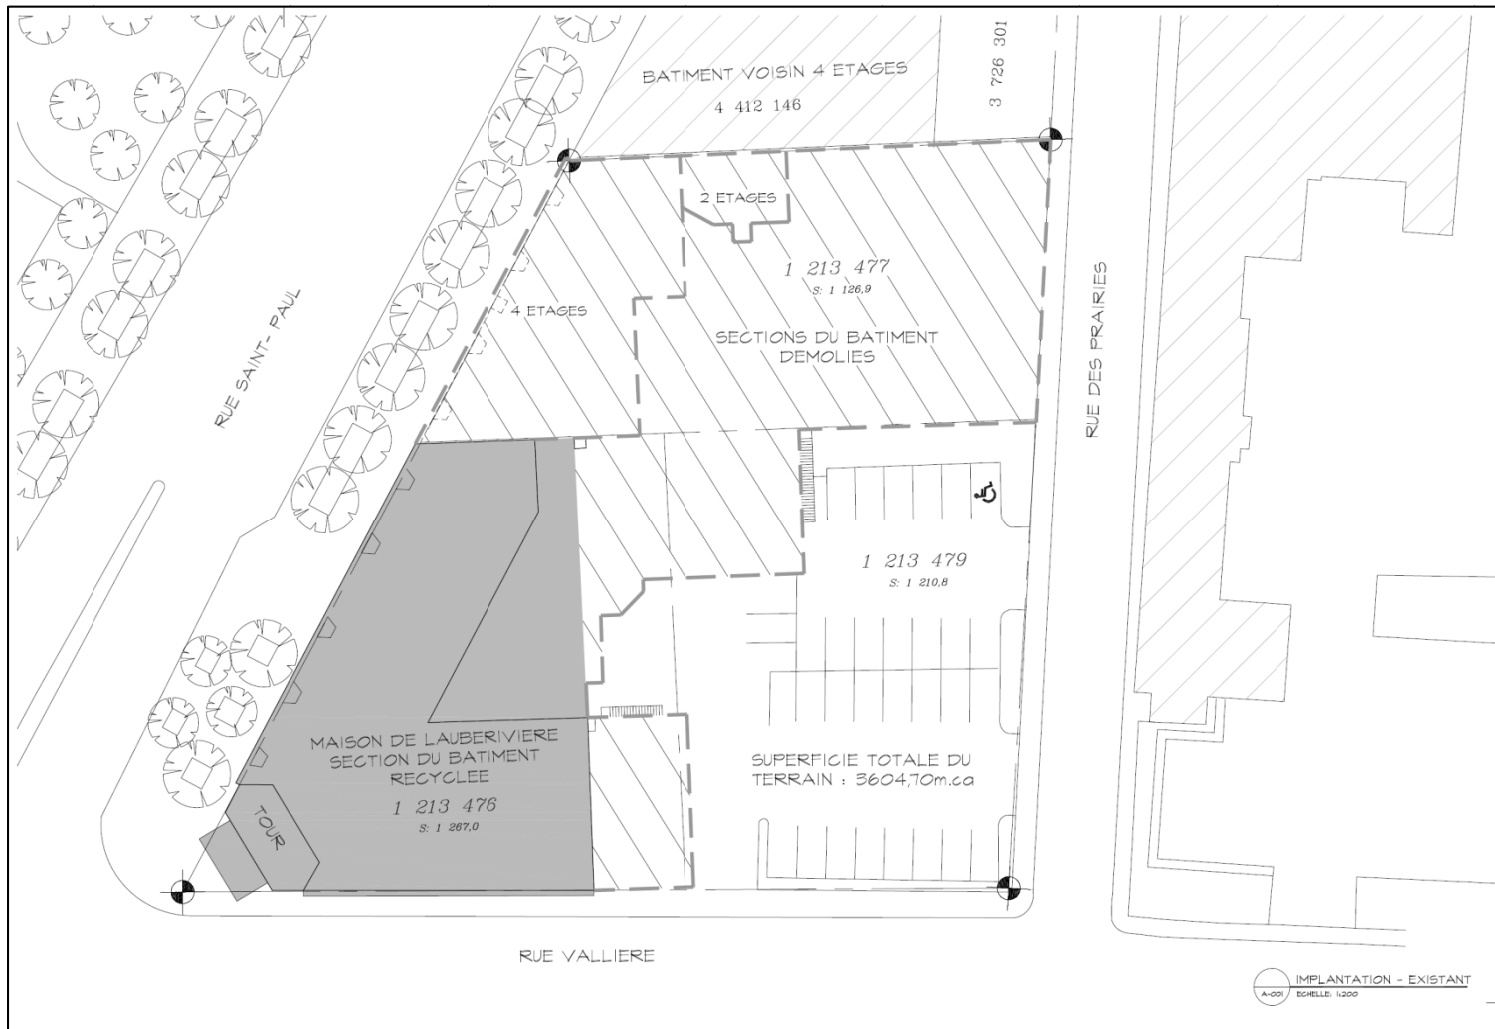 BATIMENT VOISIN 4 ETAGES
4 412 146
3 726 301
2 ETAGES
1 213 477
S: 1 126,9
4 ETAGES
SECTIONS DU BATIMENT
DEMOLIES
RUE SAINT-PAUL
RUE DES PRAIRIES
1 213 479
S: 1 210,8
MAISON DE LAUBERIVIERE
SECTION DU BATIMENT
RECYCLEE
1 213 476
S: 1 267,0
SUPERFICIE TOTALE DU
TERRAIN : 3604,70m.ca
TOUR
RUE VALLIERE
IMPLANTATION - EXISTANT
A-001
ECHELLE: 1:200